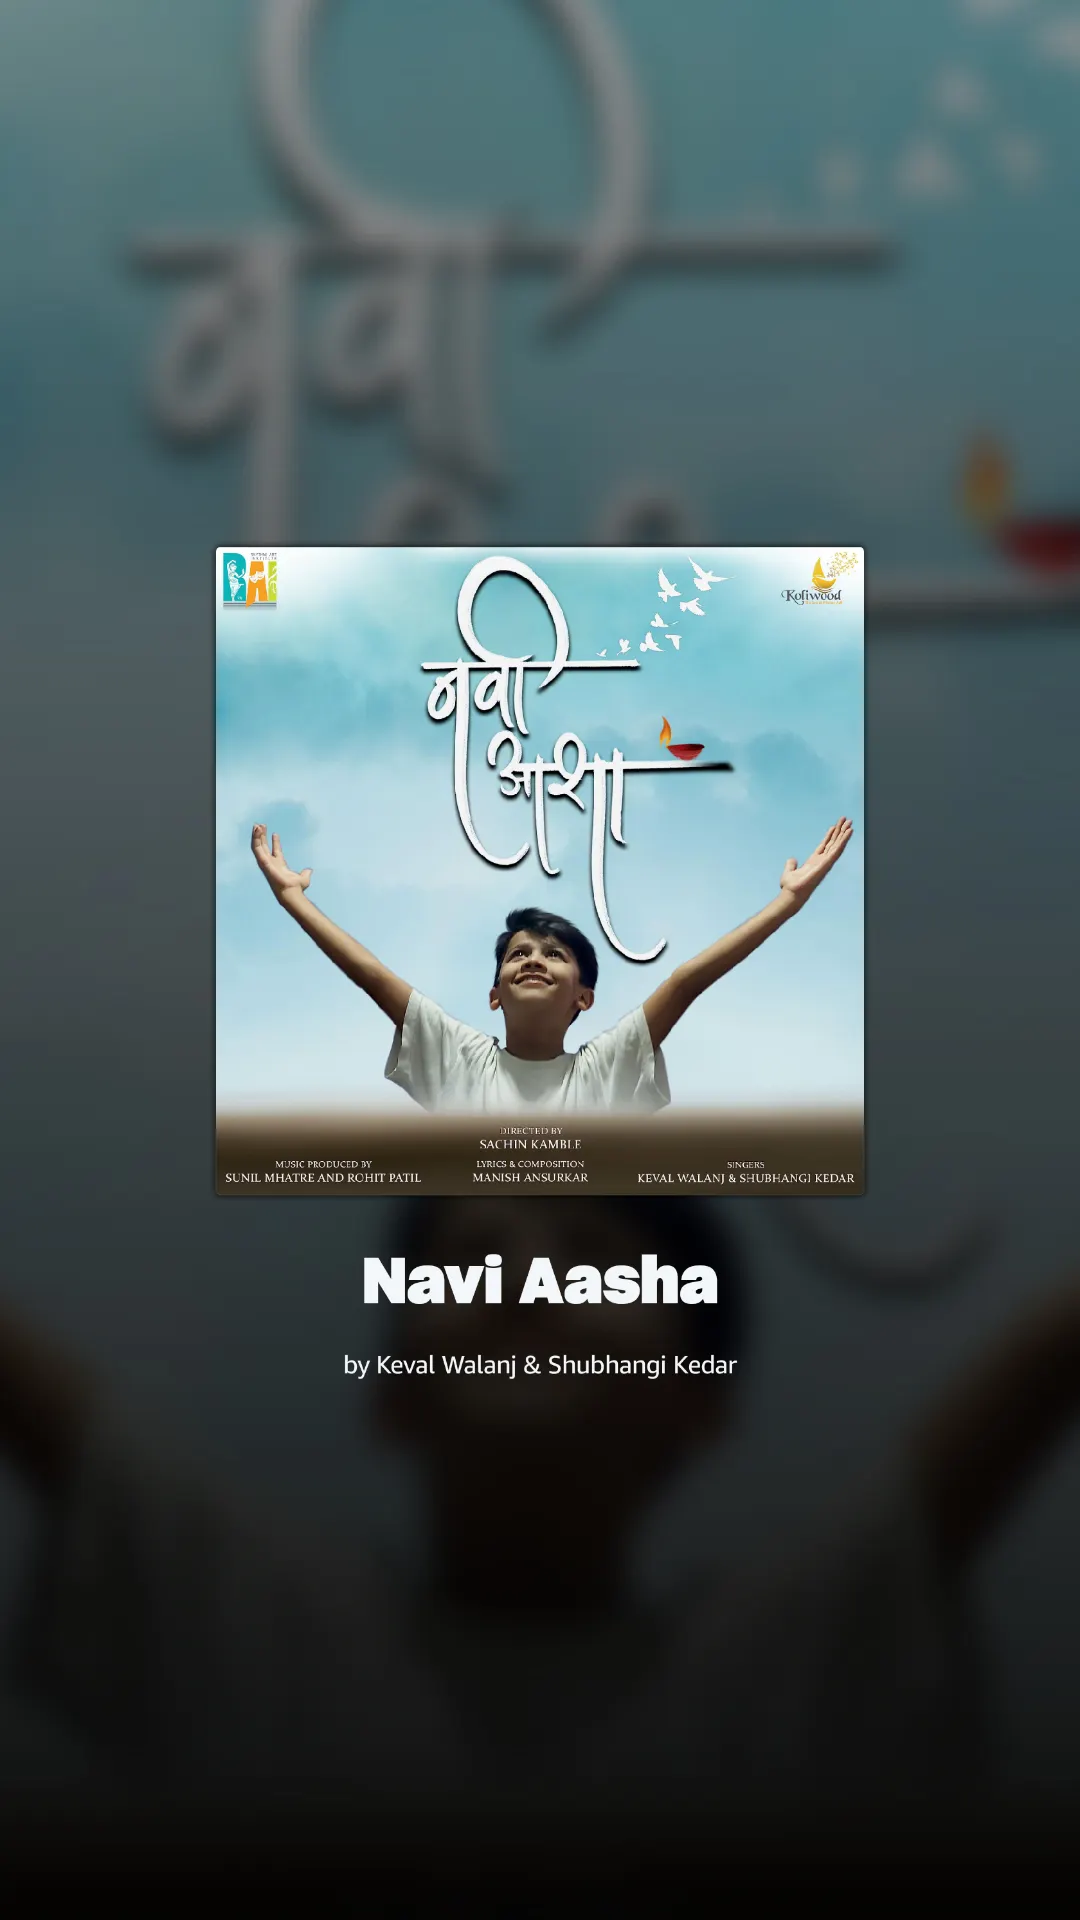 नवी
आशा
Koliwood
DIRECTED BY
SACHIN KAMBLE
MUSIC PRODUCED BY
SUNIL MHATRE AND ROHIT PATIL
LYRICS & COMPOSITION
MANISH ANSURKAR
SINGERS
KEVAL WALANJ & SHUBHANGI KEDAR
Navi Aasha
by Keval Walanj & Shubhangi Kedar